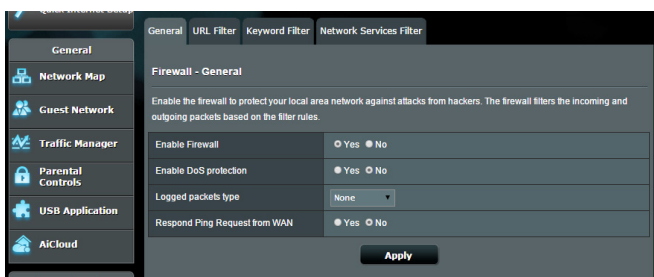 Quick Internet Setup
General
Network Map
Guest Network
Traffic Manager
Parental
Controls
USB Application
AiCloud
General URL Filter Keyword Filter Network Services Filter
Firewall - General
Enable the firewall to protect your local area network against attacks from hackers. The firewall filters the incoming and
outgoing packets based on the filter rules.
Enable Firewall Yes No
Enable DoS protection Yes No
Logged packets type None
Respond Ping Request from WAN Yes No
Apply